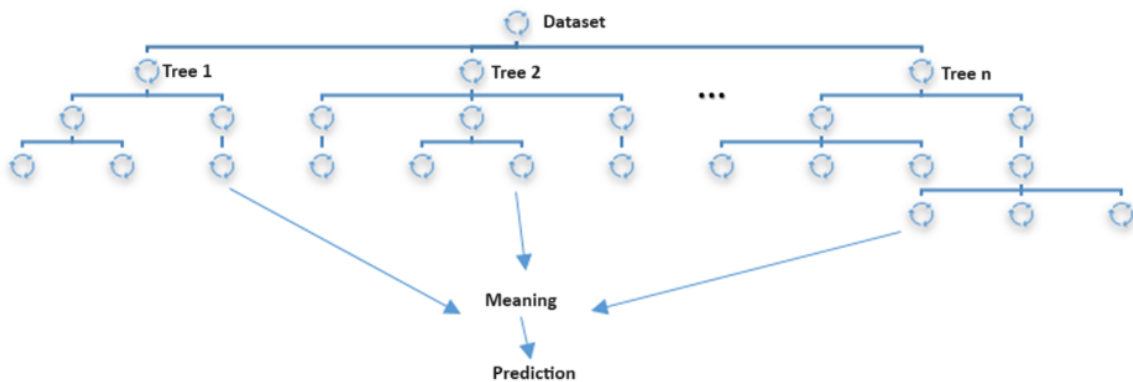 Dataset
Tree 1
Tree 2
...
Tree n
Meaning
Prediction